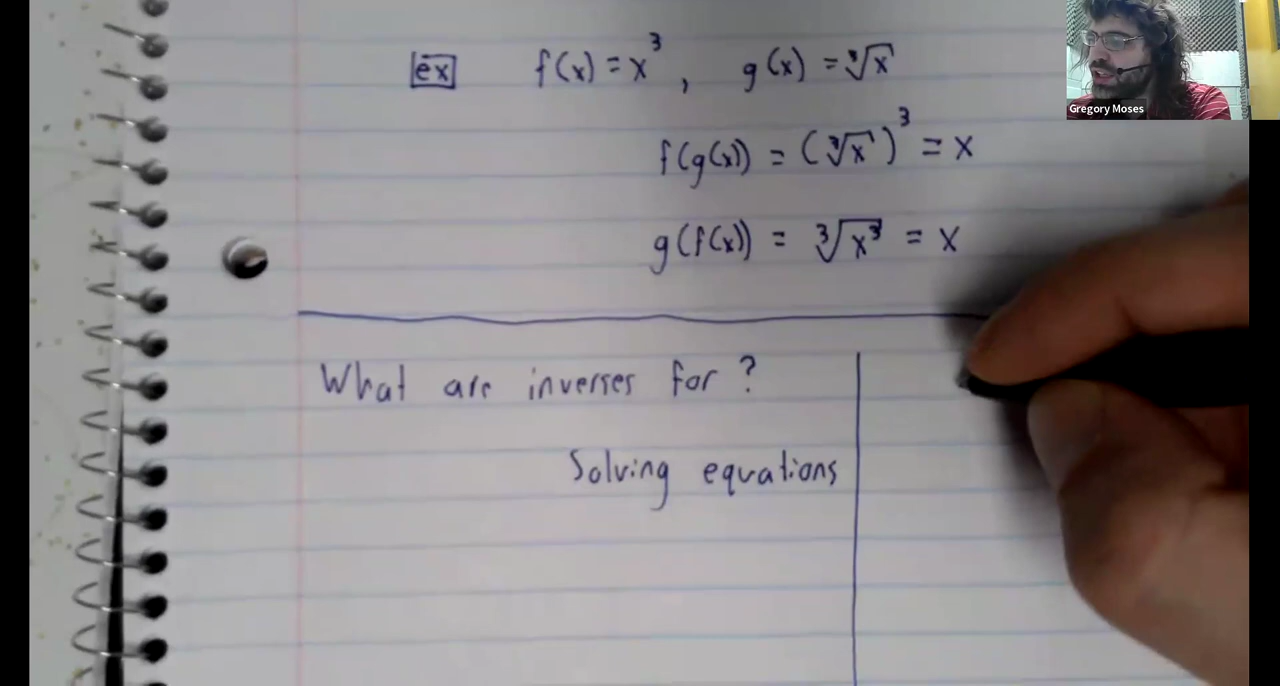 ex f(x) = x³, g(x) = ∛x
f(g(x)) = (∛x)³ = x
g(f(x)) = ∛x³ = x
What are inverses for?
Solving equations
Gregory Moses